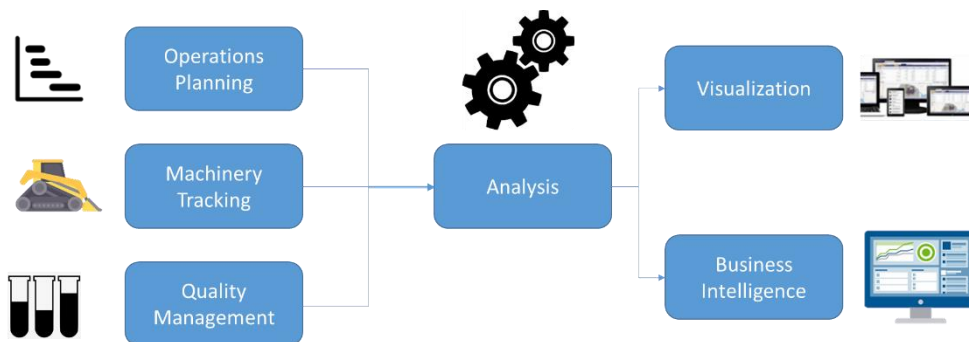 Operations
Planning
Machinery
Tracking
Quality
Management
Analysis
Visualization
Business
Intelligence